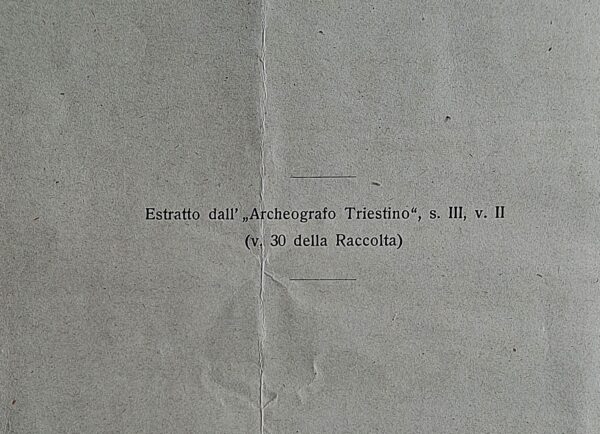 Estratto dall' „Archeografo Triestino“, s. III, v. II
(v. 30 della Raccolta)